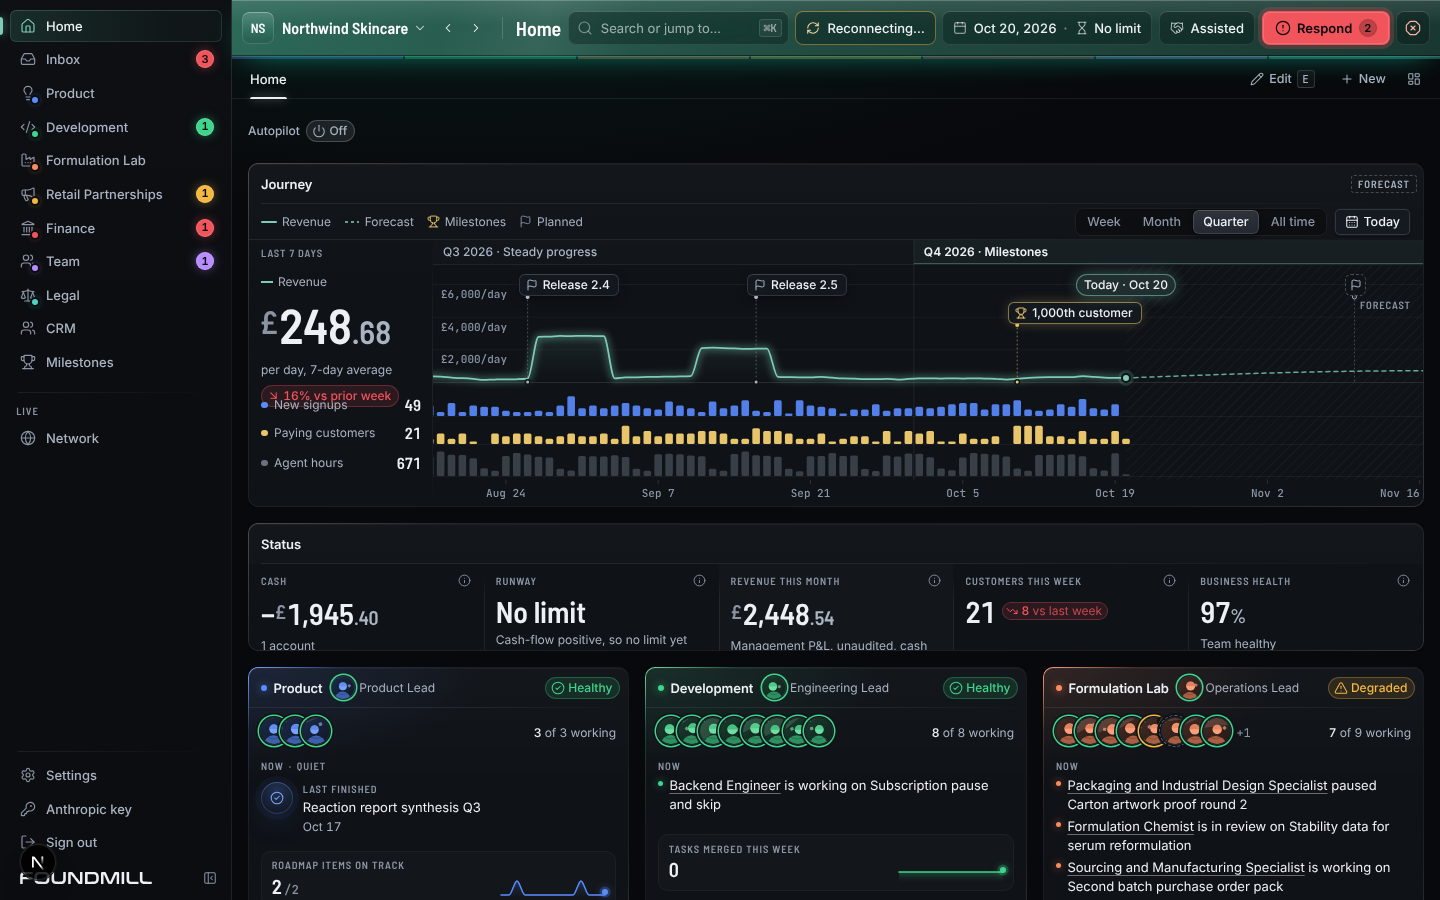 Home
Inbox 3
Product
Development 1
Formulation Lab
Retail Partnerships 1
Finance 1
Team 1
Legal
CRM
Milestones
LIVE
Network
Settings
Anthropic key
Sign out
N
FOUNDMILL
NS Northwind Skincare
Home
Search or jump to... ⌘K
Reconnecting...
Oct 20, 2026 · No limit
Assisted
Respond 2
Home
Edit E
New
Autopilot Off
Journey
FORECAST
Revenue Forecast Milestones Planned
Week Month Quarter All time Today
LAST 7 DAYS
Revenue
£248.68
per day, 7-day average
16% vs prior week
New signups 49
Paying customers 21
Agent hours 671
Q3 2026 · Steady progress
Q4 2026 · Milestones
£6,000/day
£4,000/day
£2,000/day
Release 2.4
Release 2.5
Today · Oct 20
1,000th customer
FORECAST
Aug 24 Sep 7 Sep 21 Oct 5 Oct 19 Nov 2 Nov 16
Status
CASH
−£1,945.40
1 account
RUNWAY
No limit
Cash-flow positive, so no limit yet
REVENUE THIS MONTH
£2,448.54
Management P&L, unaudited, cash
CUSTOMERS THIS WEEK
21 8 vs last week
BUSINESS HEALTH
97%
Team healthy
Product Product Lead Healthy
3 of 3 working
NOW · QUIET
LAST FINISHED
Reaction report synthesis Q3
Oct 17
ROADMAP ITEMS ON TRACK
2/2
Development Engineering Lead Healthy
8 of 8 working
NOW
Backend Engineer is working on Subscription pause
and skip
TASKS MERGED THIS WEEK
0
Formulation Lab Operations Lead Degraded
+1 7 of 9 working
NOW
Packaging and Industrial Design Specialist paused
Carton artwork proof round 2
Formulation Chemist is in review on Stability data for
serum reformulation
Sourcing and Manufacturing Specialist is working on
Second batch purchase order pack